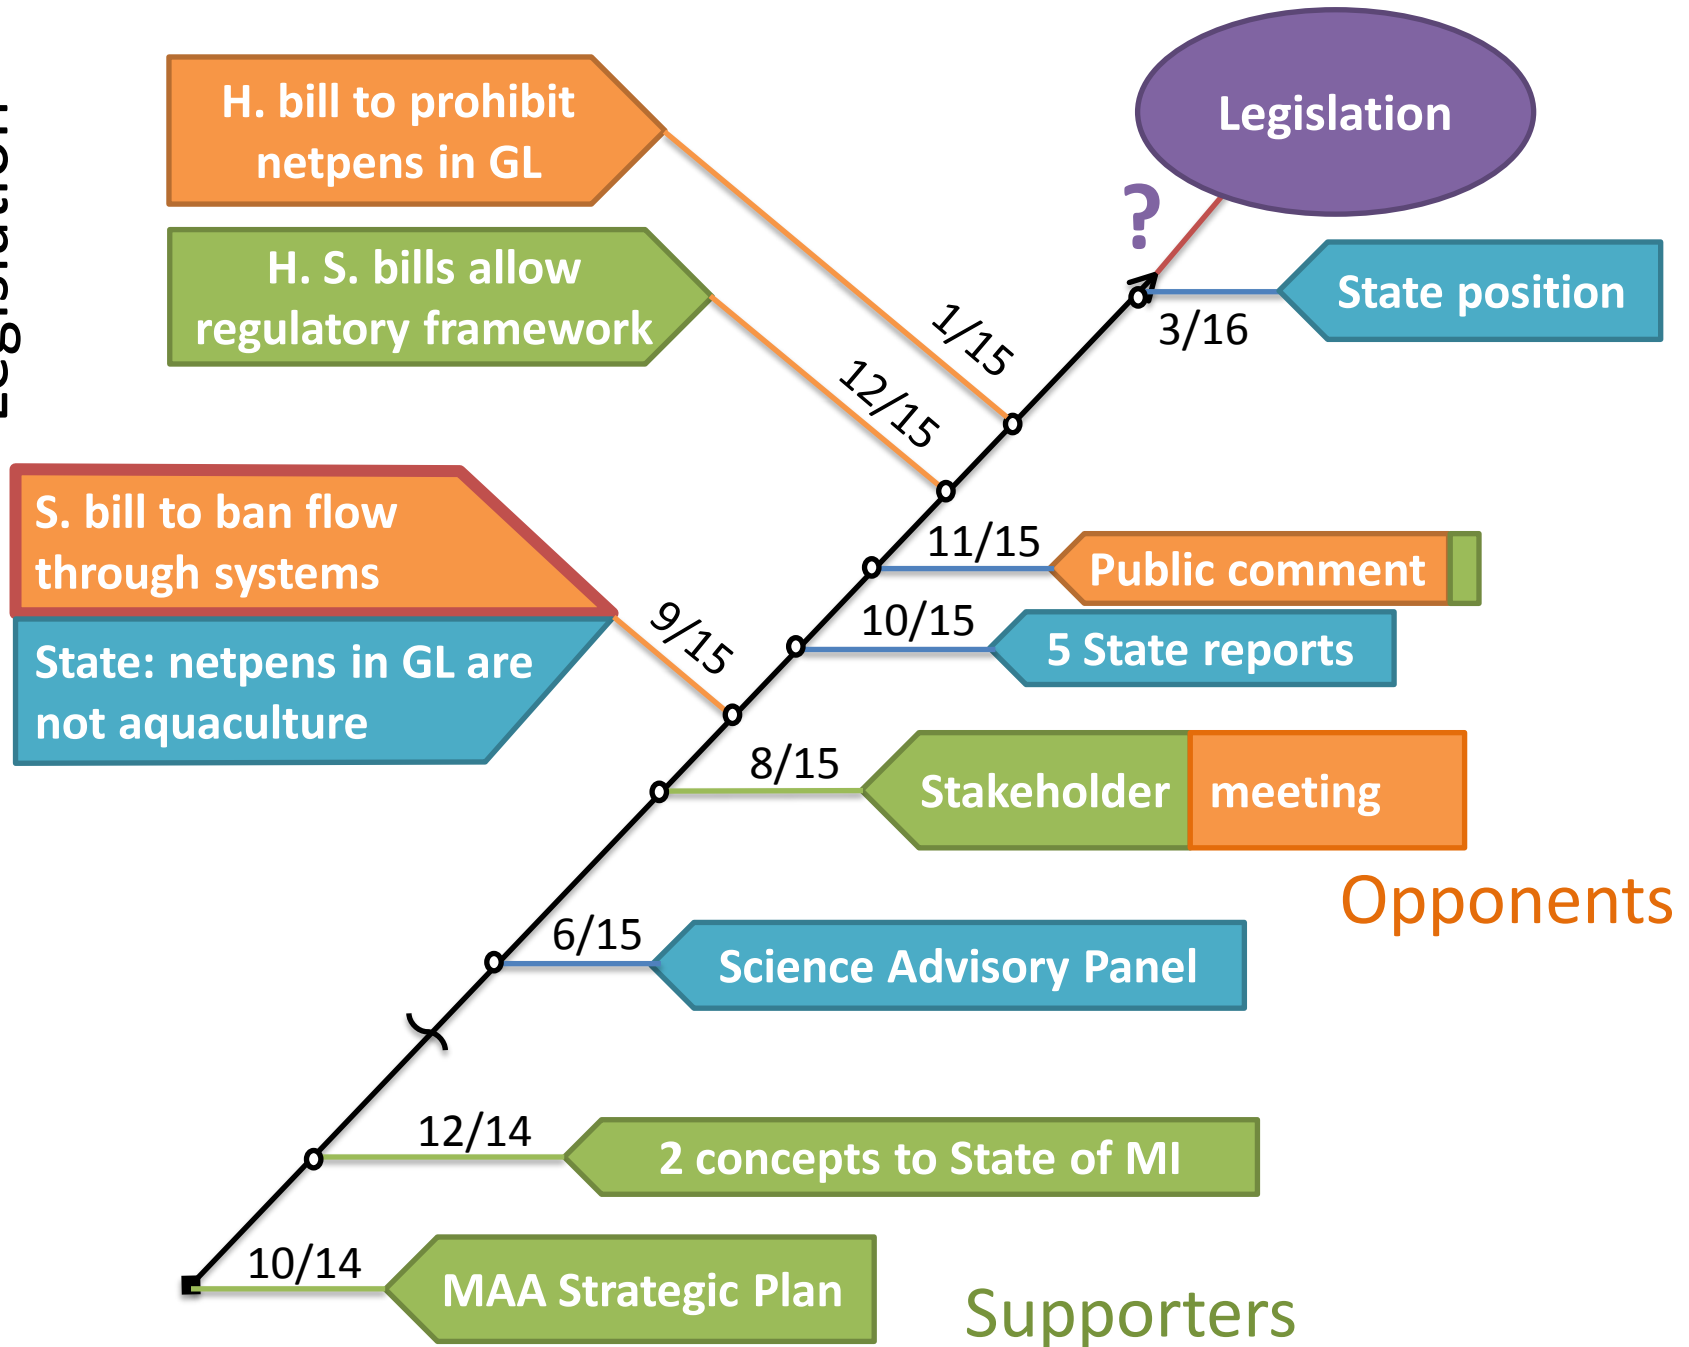 Legislation
H. bill to prohibit
netpens in GL
Legislation
?
H. S. bills allow
regulatory framework
State position
1/15
3/16
12/15
S. bill to ban flow
through systems
11/15
Public comment
9/15
10/15
5 State reports
State: netpens in GL are
not aquaculture
8/15
Stakeholder meeting
Opponents
6/15
Science Advisory Panel
12/14
2 concepts to State of MI
10/14
MAA Strategic Plan
Supporters